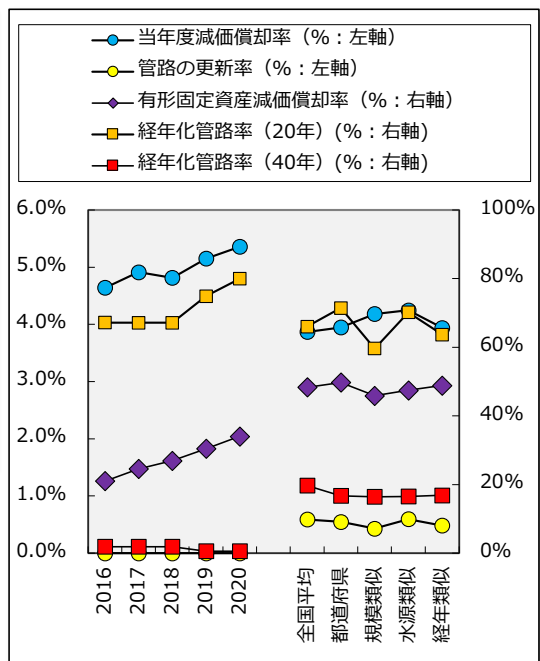 当年度減価償却率（%：左軸）
管路の更新率（%：左軸）
有形固定資産減価償却率（%：右軸）
経年化管路率（20年）(%：右軸)
経年化管路率（40年）(%：右軸)
6.0%
5.0%
4.0%
3.0%
2.0%
1.0%
0.0%
100%
80%
60%
40%
20%
0%
2016
2017
2018
2019
2020
全国平均
都道府県
規模類似
水源類似
経年類似